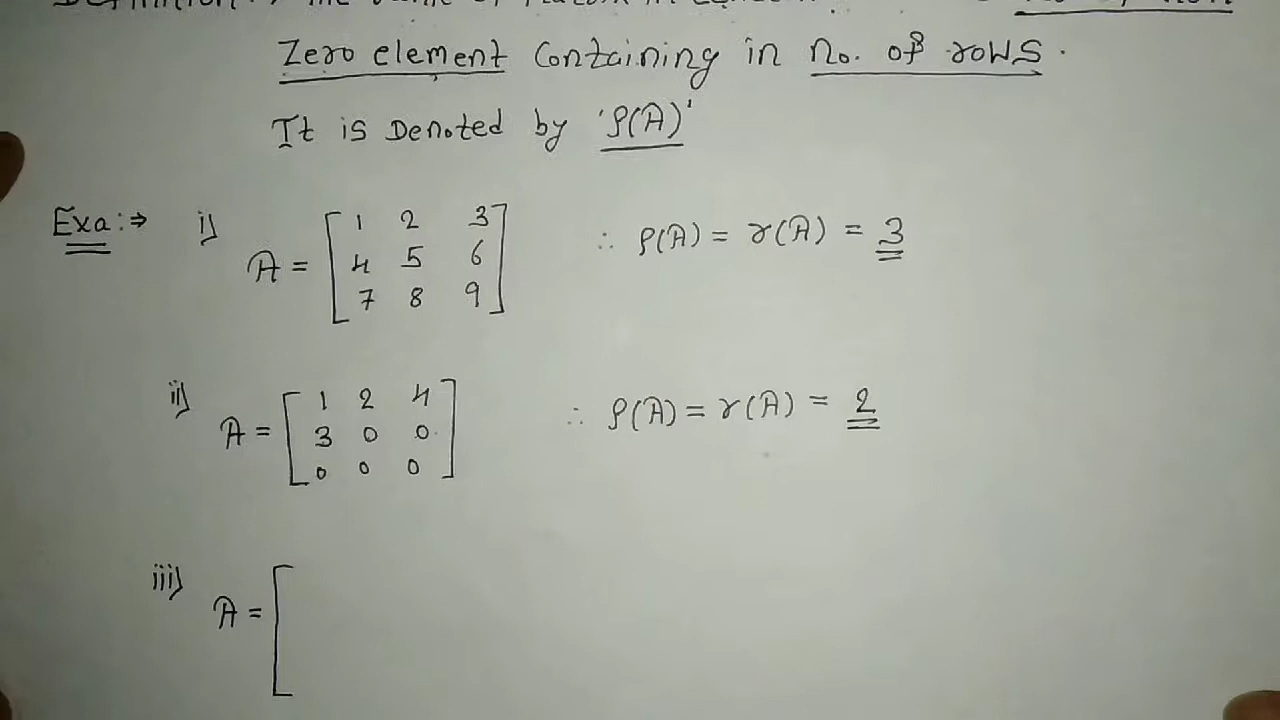 Zero element containing in no. of rows.
It is Denoted by 'ρ(A)'
Exa:⇒ i) A = [1 2 3 ∴ ρ(A) = r(A) = 3
4 5 6
7 8 9]
ii) A = [1 2 4 ∴ ρ(A) = r(A) = 2
3 0 0
0 0 0]
iii) A = [